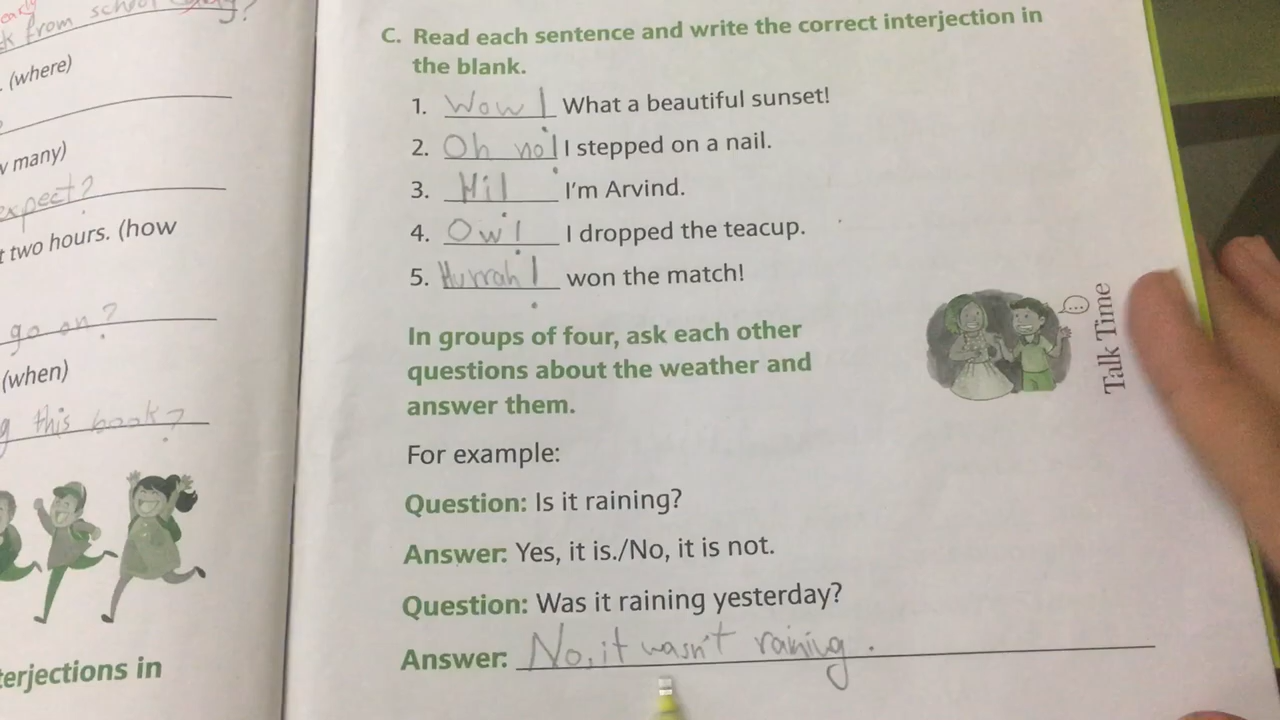 early
k from school
?
. (where)
w many)
expect?
t two hours. (how
go on?
(when)
g this book?
terjections in
C. Read each sentence and write the correct interjection in
the blank.
1. Wow! What a beautiful sunset!
2. Oh no! I stepped on a nail.
3. Hi! I'm Arvind.
4. Ow! I dropped the teacup.
5. Hurrah! won the match!
In groups of four, ask each other
questions about the weather and
answer them.
Talk Time
For example:
Question: Is it raining?
Answer: Yes, it is./No, it is not.
Question: Was it raining yesterday?
Answer: No, it wasn't raining.